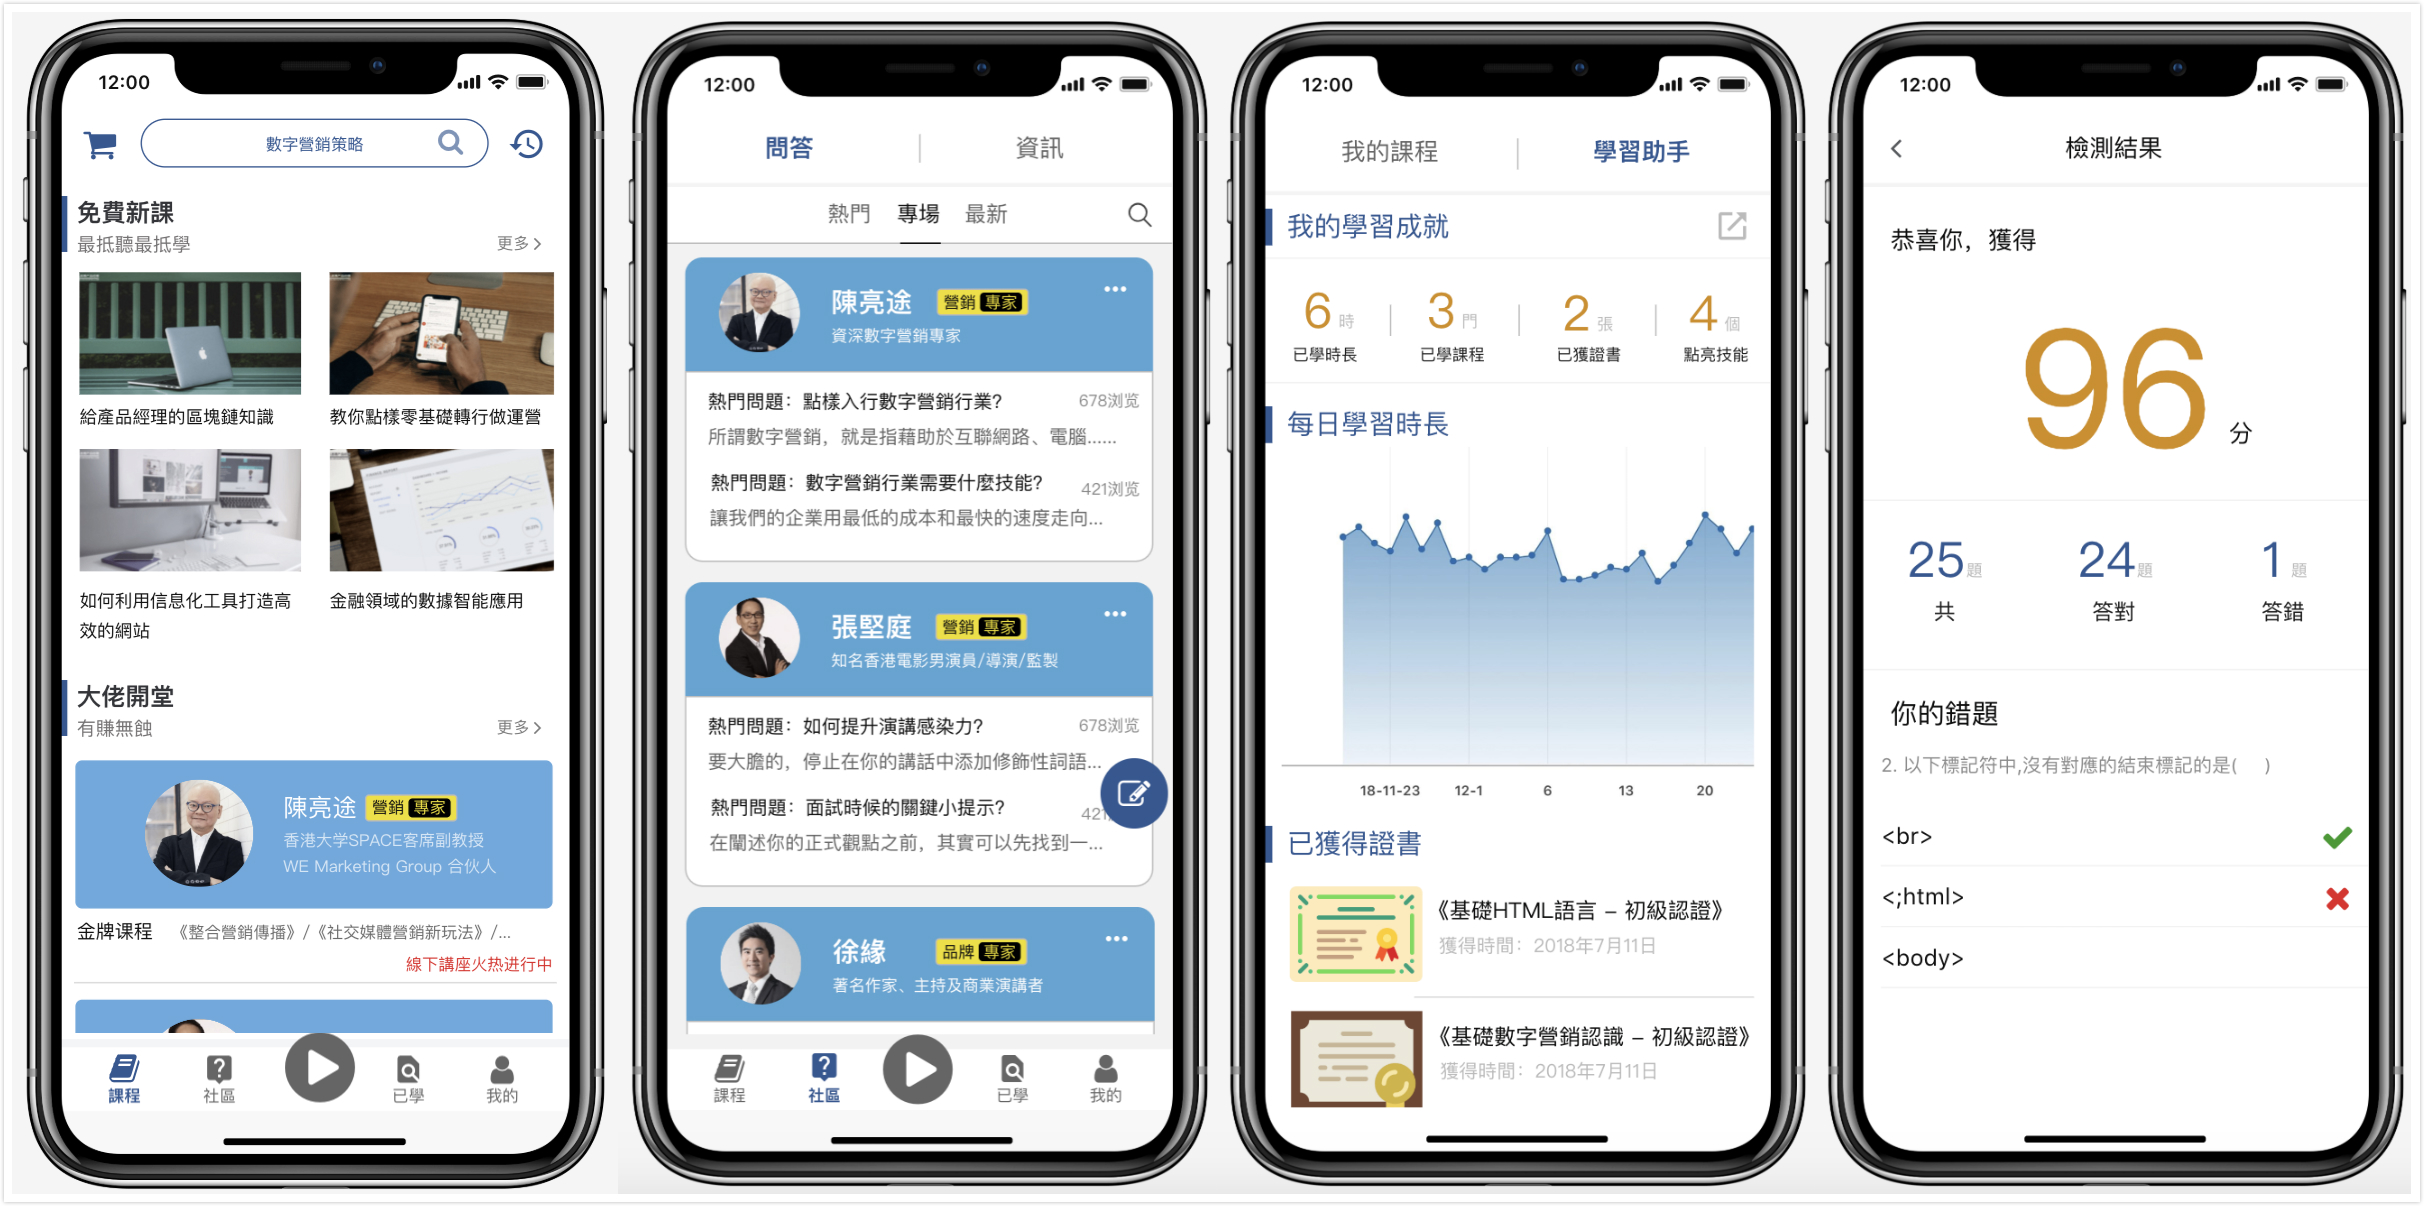 12:00
數字營銷策略
免費新課
最抵聽最抵學
更多
給產品經理的區塊鏈知識
教你點樣零基礎轉行做運營
如何利用信息化工具打造高
效的網站
金融領域的數據智能應用
大佬開堂
有賺無蝕
更多
陳亮途 營銷 專家
香港大学SPACE客席副教授
WE Marketing Group 合伙人
金牌课程 《整合營銷傳播》/《社交媒體營銷新玩法》/...
線下講座火热进行中
課程
社區
已學
我的
12:00
問答
資訊
熱門 專場 最新
陳亮途 營銷 專家
資深數字營銷專家
熱門問題：點樣入行數字營銷行業?
678浏览
所謂數字營銷，就是指藉助於互聯網路、電腦......
熱門問題：數字營銷行業需要什麼技能?
421浏览
讓我們的企業用最低的成本和最快的速度走向...
張堅庭 營銷 專家
知名香港電影男演員/導演/監製
熱門問題：如何提升演講感染力?
678浏览
要大膽的，停止在你的講話中添加修飾性詞語...
熱門問題：面試時候的關鍵小提示?
421
在闡述你的正式觀點之前，其實可以先找到一...
徐緣 品牌 專家
著名作家、主持及商業演講者
課程
社區
已學
我的
12:00
我的課程
學習助手
我的學習成就
6 時
3 門
2 張
4 個
已學時長
已學課程
已獲證書
點亮技能
每日學習時長
18-11-23
12-1
6
13
20
已獲得證書
《基礎HTML語言 – 初級認證》
獲得時間：2018年7月11日
《基礎數字營銷認識 – 初級認證》
獲得時間：2018年7月11日
12:00
檢測結果
恭喜你，獲得
96 分
25 題
24 題
1 題
共
答對
答錯
你的錯題
2. 以下標記符中,沒有對應的結束標記的是( )
<br>
<;html>
<body>